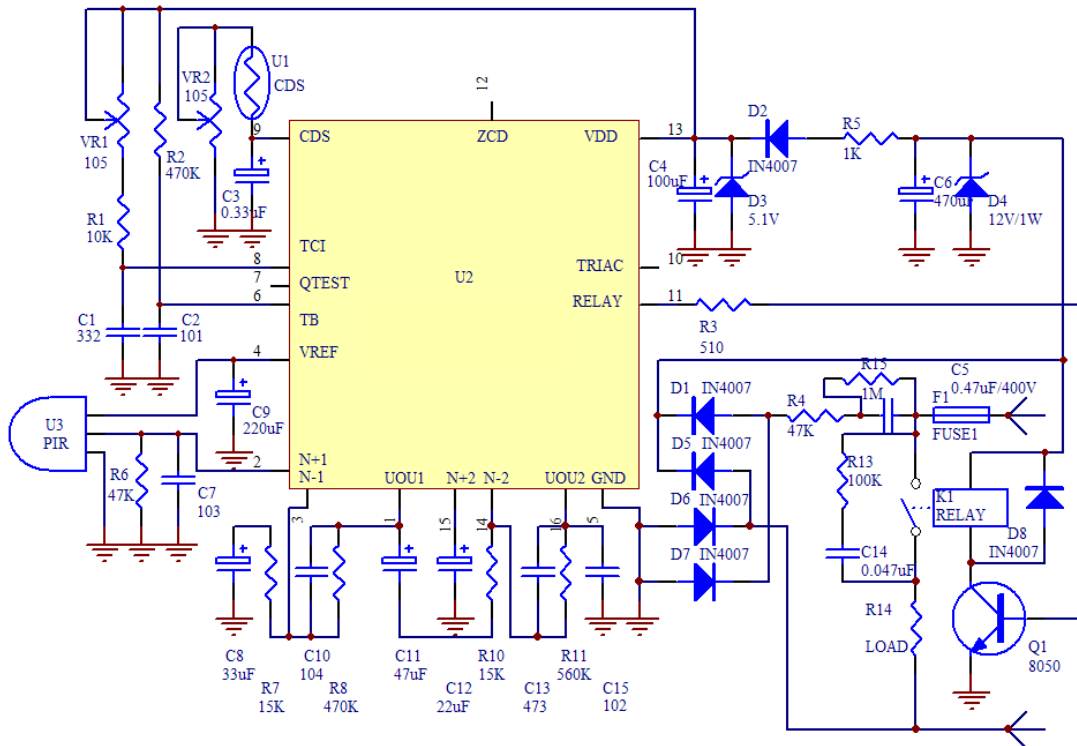 U1
CDS
VR2
105
12
D2
R5
9
CDS
ZCD
VDD
13
VR1
105
R2
470K
C4
100uF
IN4007
1K
C3
0.33uF
D3
5.1V
C6
470uF
D4
12V/1W
R1
10K
TCI
8
7
QTEST
U2
TRIAC
10
6
TB
RELAY
11
C1
332
C2
101
R3
510
4
VREF
R15
1M
C5
0.47uF/400V
D1
IN4007
R4
47K
F1
FUSE1
U3
PIR
C9
220uF
D5
IN4007
2
N+1
N-1
UOU1
N+2
N-2
UOU2
GND
R6
47K
C7
103
R13
100K
D6
IN4007
K1
RELAY
3
1
15
14
16
5
D8
IN4007
D7
IN4007
C14
0.047uF
R14
LOAD
Q1
8050
C8
33uF
R7
15K
C10
104
R8
470K
C11
47uF
C12
22uF
R10
15K
C13
473
R11
560K
C15
102